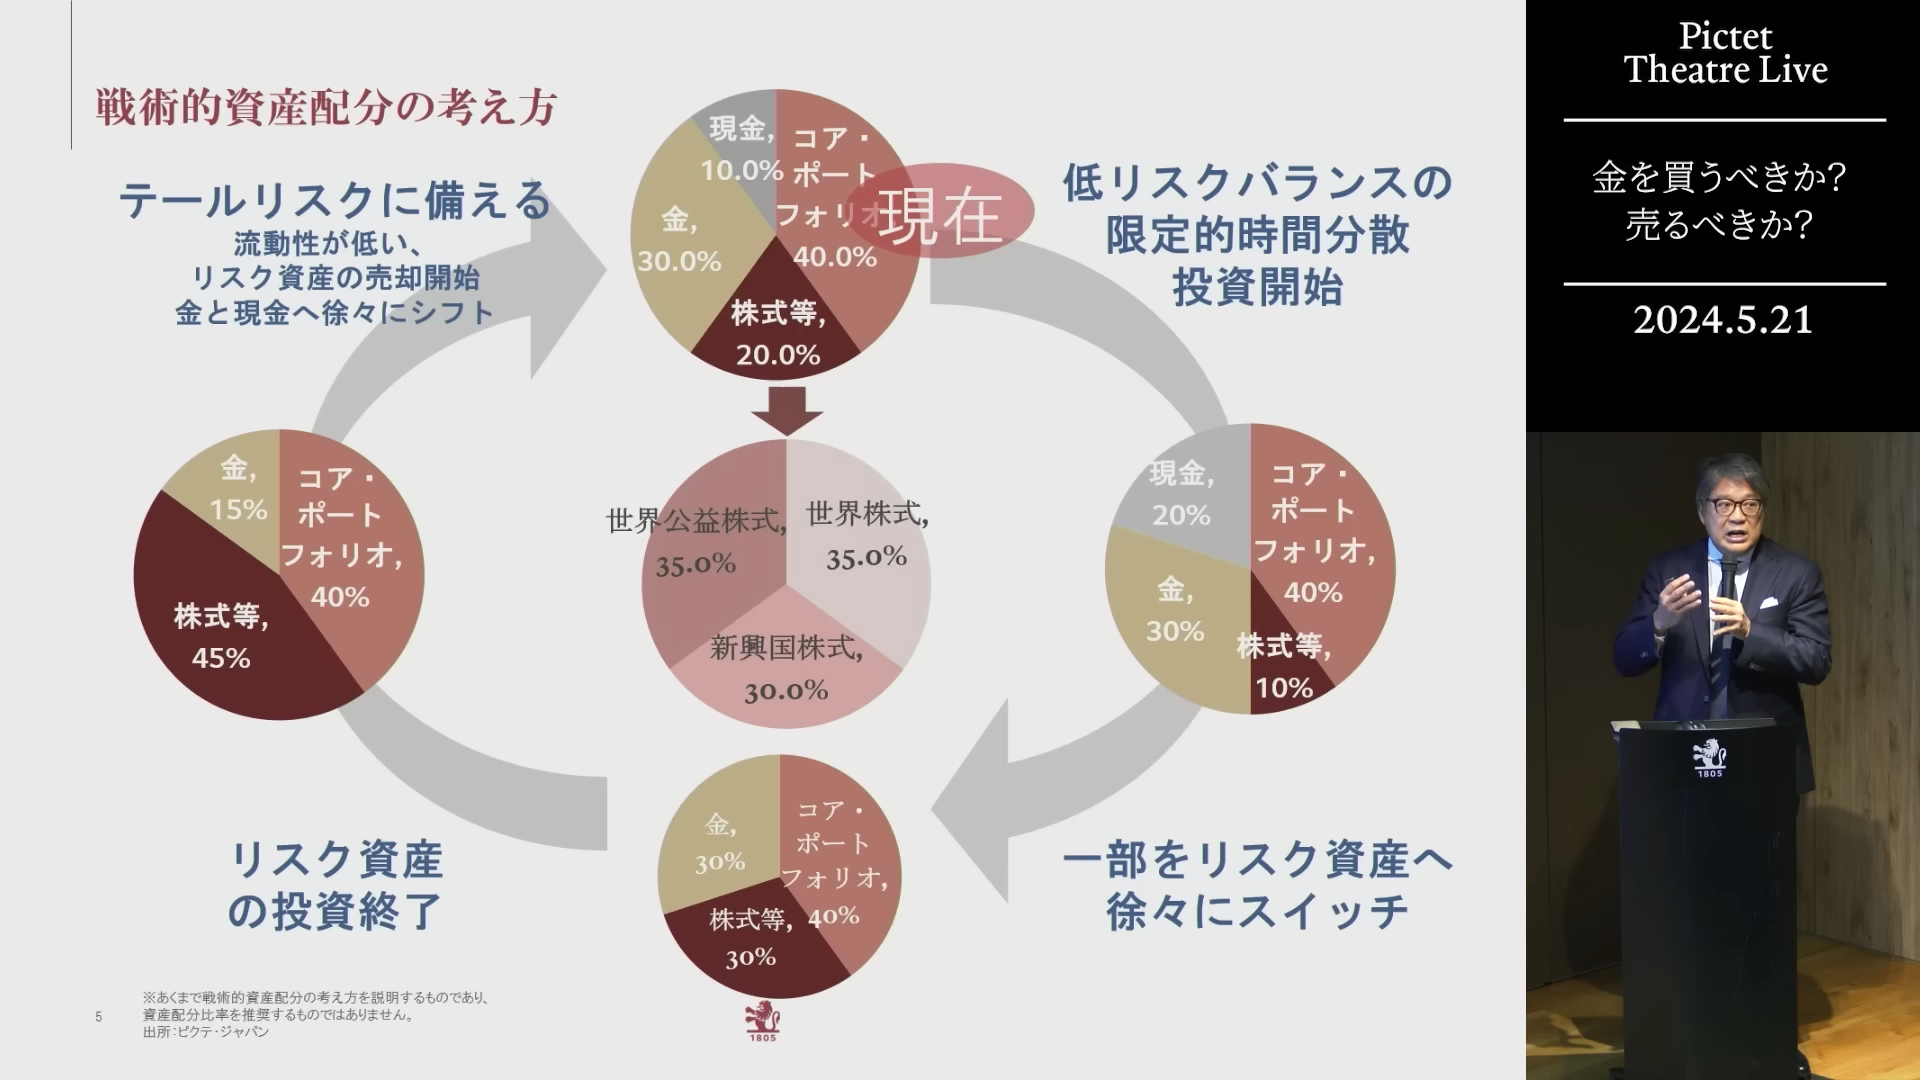 戦術的資産配分の考え方
テールリスクに備える
流動性が低い、
リスク資産の売却開始
金と現金へ徐々にシフト
現金,
10.0%
コア・
ポート
フォリオ
40.0%
金,
30.0%
株式等,
20.0%
現在
低リスクバランスの
限定的時間分散
投資開始
金,
15%
コア・
ポート
フォリオ,
40%
株式等,
45%
世界公益株式,
35.0%
世界株式,
35.0%
新興国株式,
30.0%
現金,
20%
コア・
ポート
フォリオ,
40%
金,
30%
株式等,
10%
リスク資産
の投資終了
金,
30%
コア・
ポート
フォリオ,
40%
株式等,
30%
一部をリスク資産へ
徐々にスイッチ
5
※あくまで戦術的資産配分の考え方を説明するものであり、
資産配分比率を推奨するものではありません。
出所：ピクテ・ジャパン
1805
Pictet
Theatre Live
金を買うべきか?
売るべきか?
2024.5.21
1805